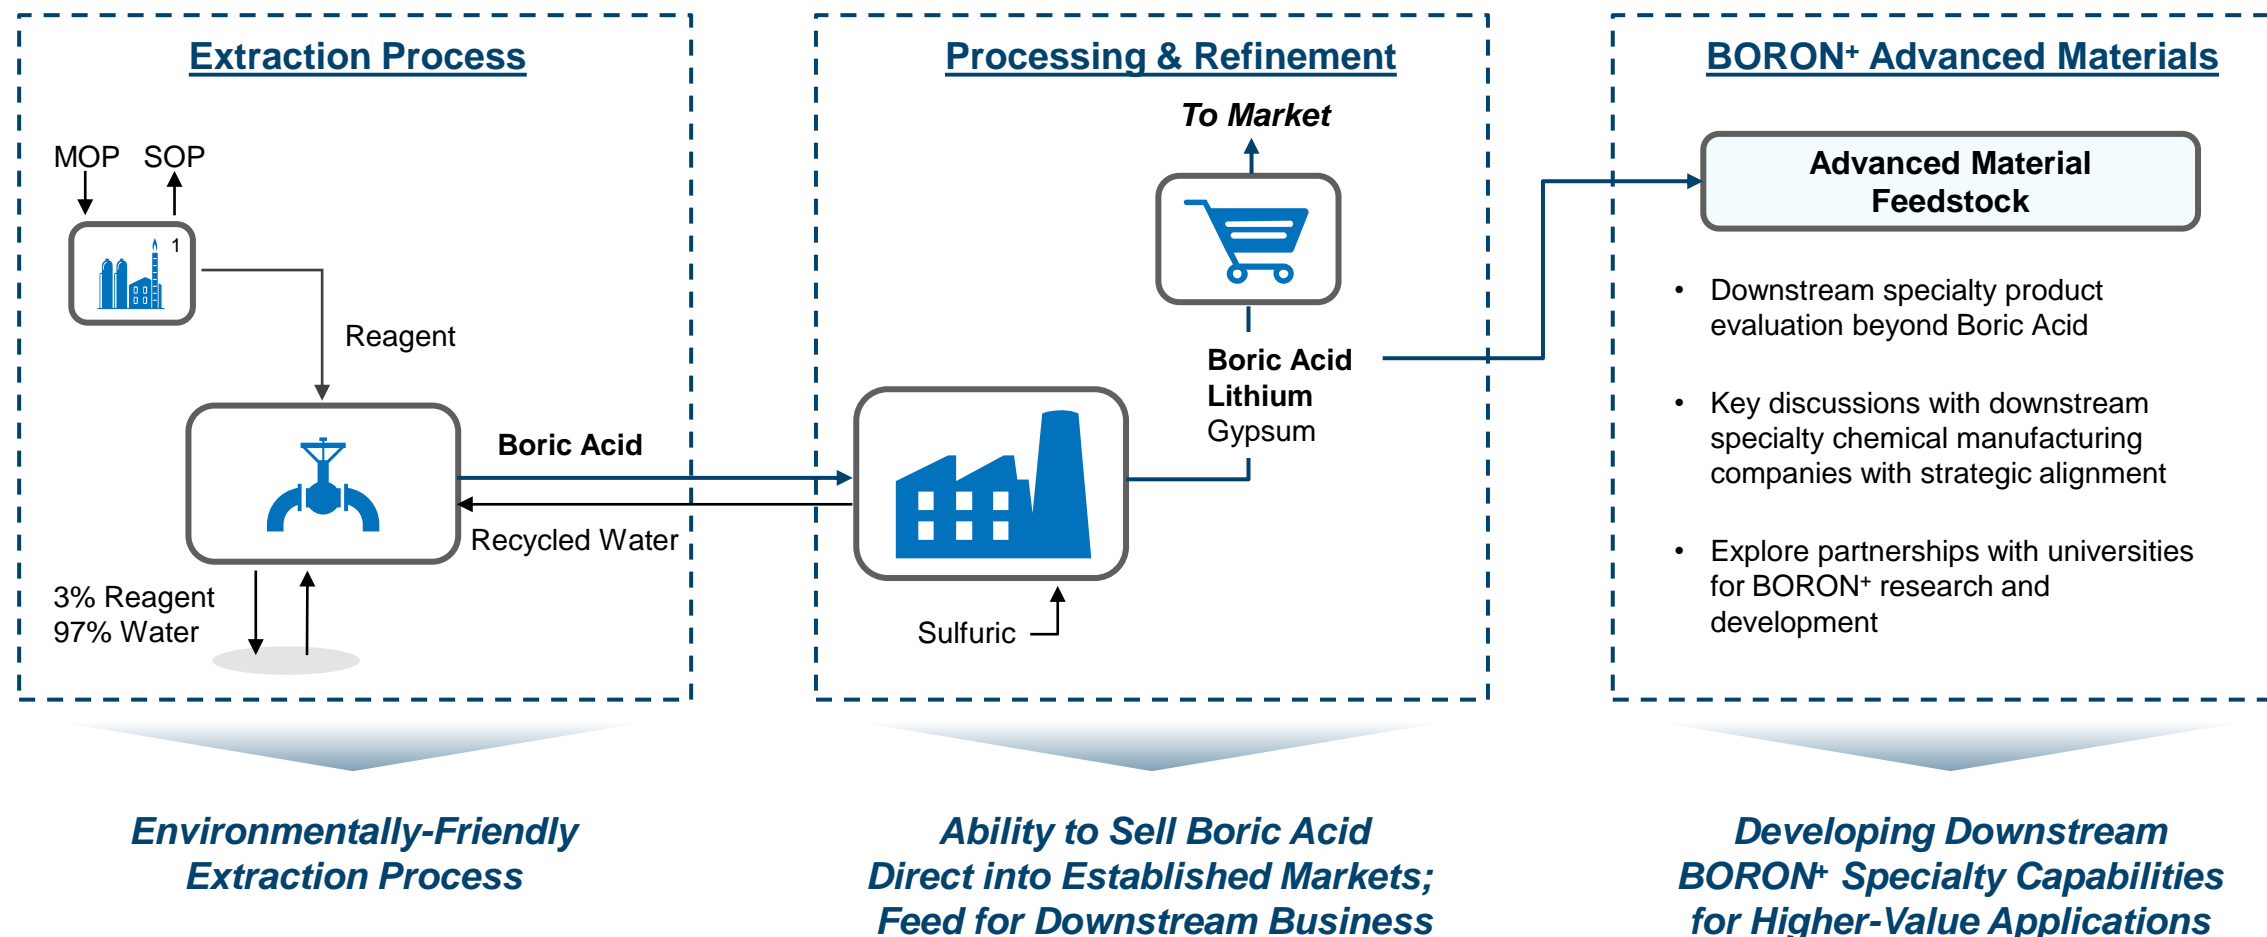 Extraction Process
MOP SOP
1
Reagent
Boric Acid
Recycled Water
3% Reagent
97% Water
Environmentally-Friendly
Extraction Process
Processing & Refinement
To Market
Boric Acid
Lithium
Gypsum
Sulfuric
Ability to Sell Boric Acid
Direct into Established Markets;
Feed for Downstream Business
BORON+ Advanced Materials
Advanced Material
Feedstock
• Downstream specialty product
evaluation beyond Boric Acid
• Key discussions with downstream
specialty chemical manufacturing
companies with strategic alignment
• Explore partnerships with universities
for BORON+ research and
development
Developing Downstream
BORON+ Specialty Capabilities
for Higher-Value Applications